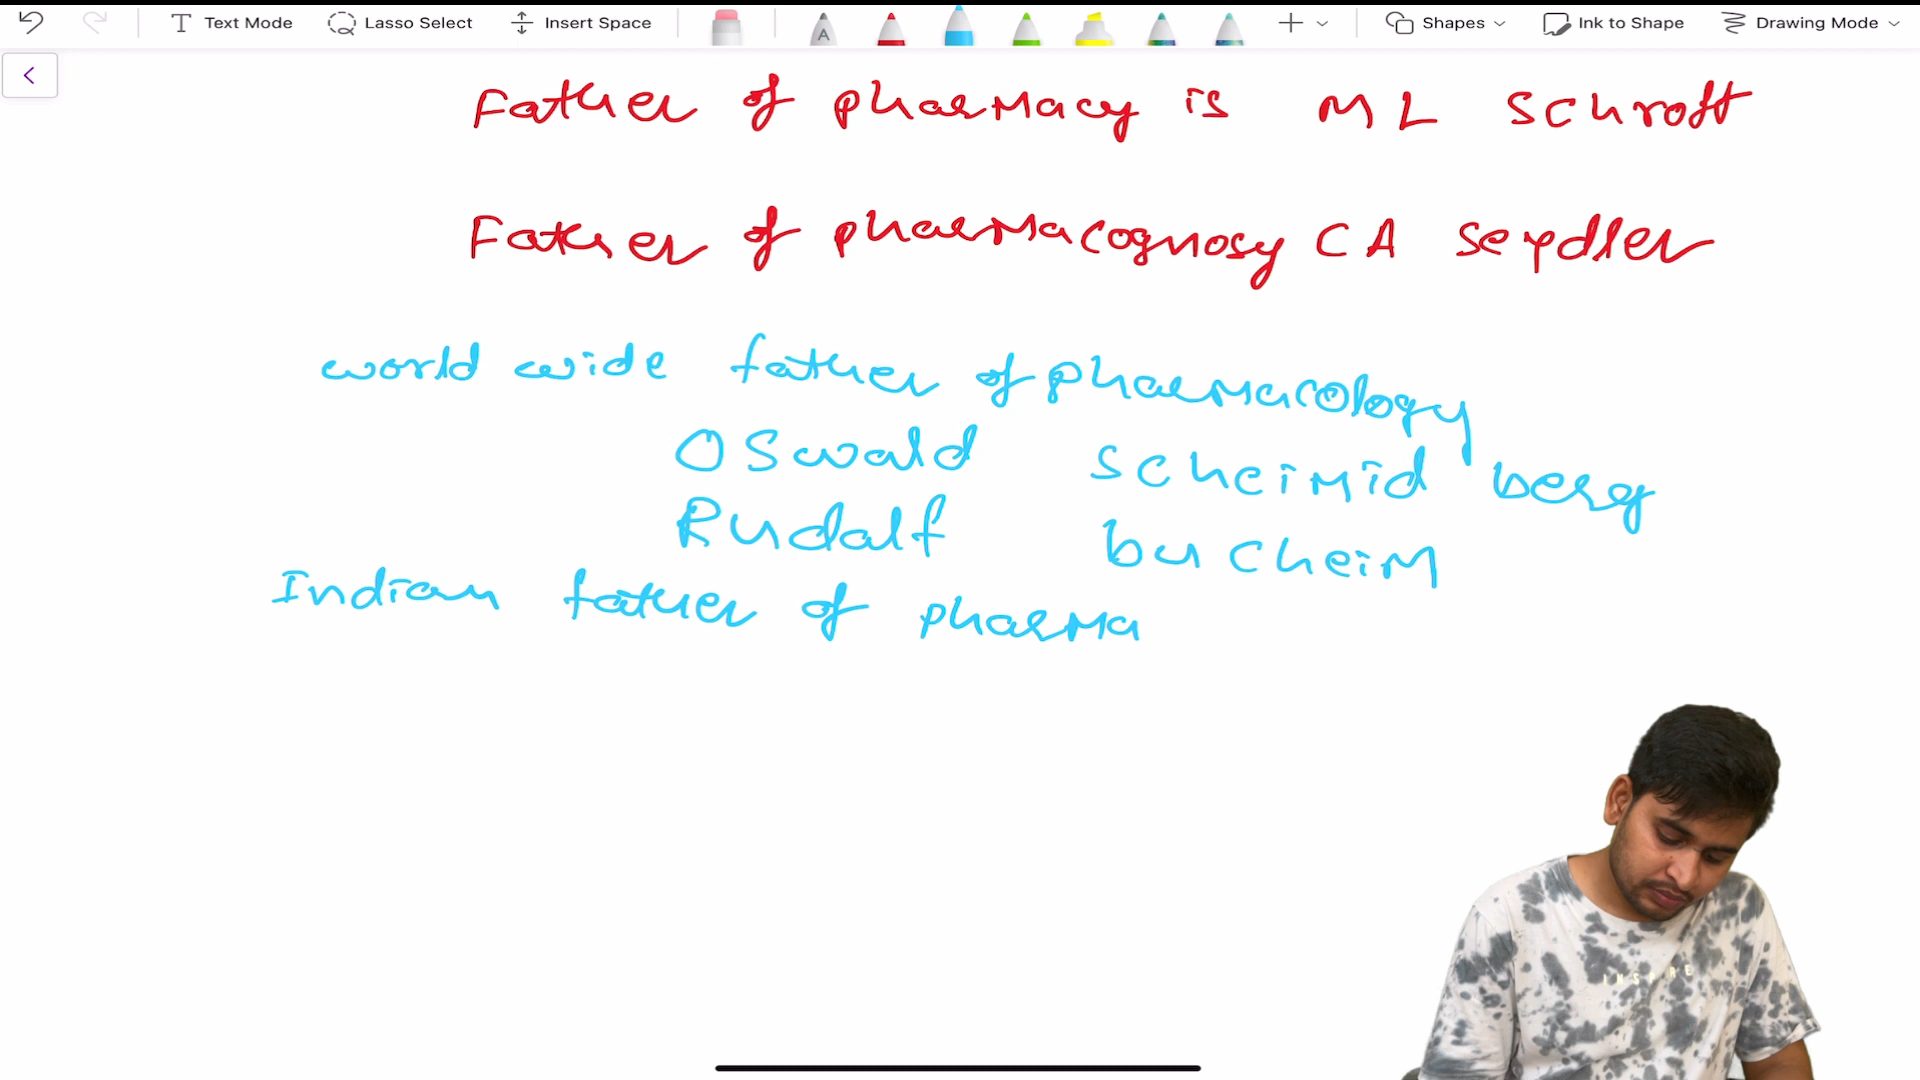 Text Mode Lasso Select Insert Space A Shapes Ink to Shape Drawing Mode
Father of pharmacy is ML Schroff
Father of pharmacognosy CA seydler
world wide father of pharmacology
OSwald scheimid berg
Rudalf bucheim
Indian father of pharma
INSPIRE